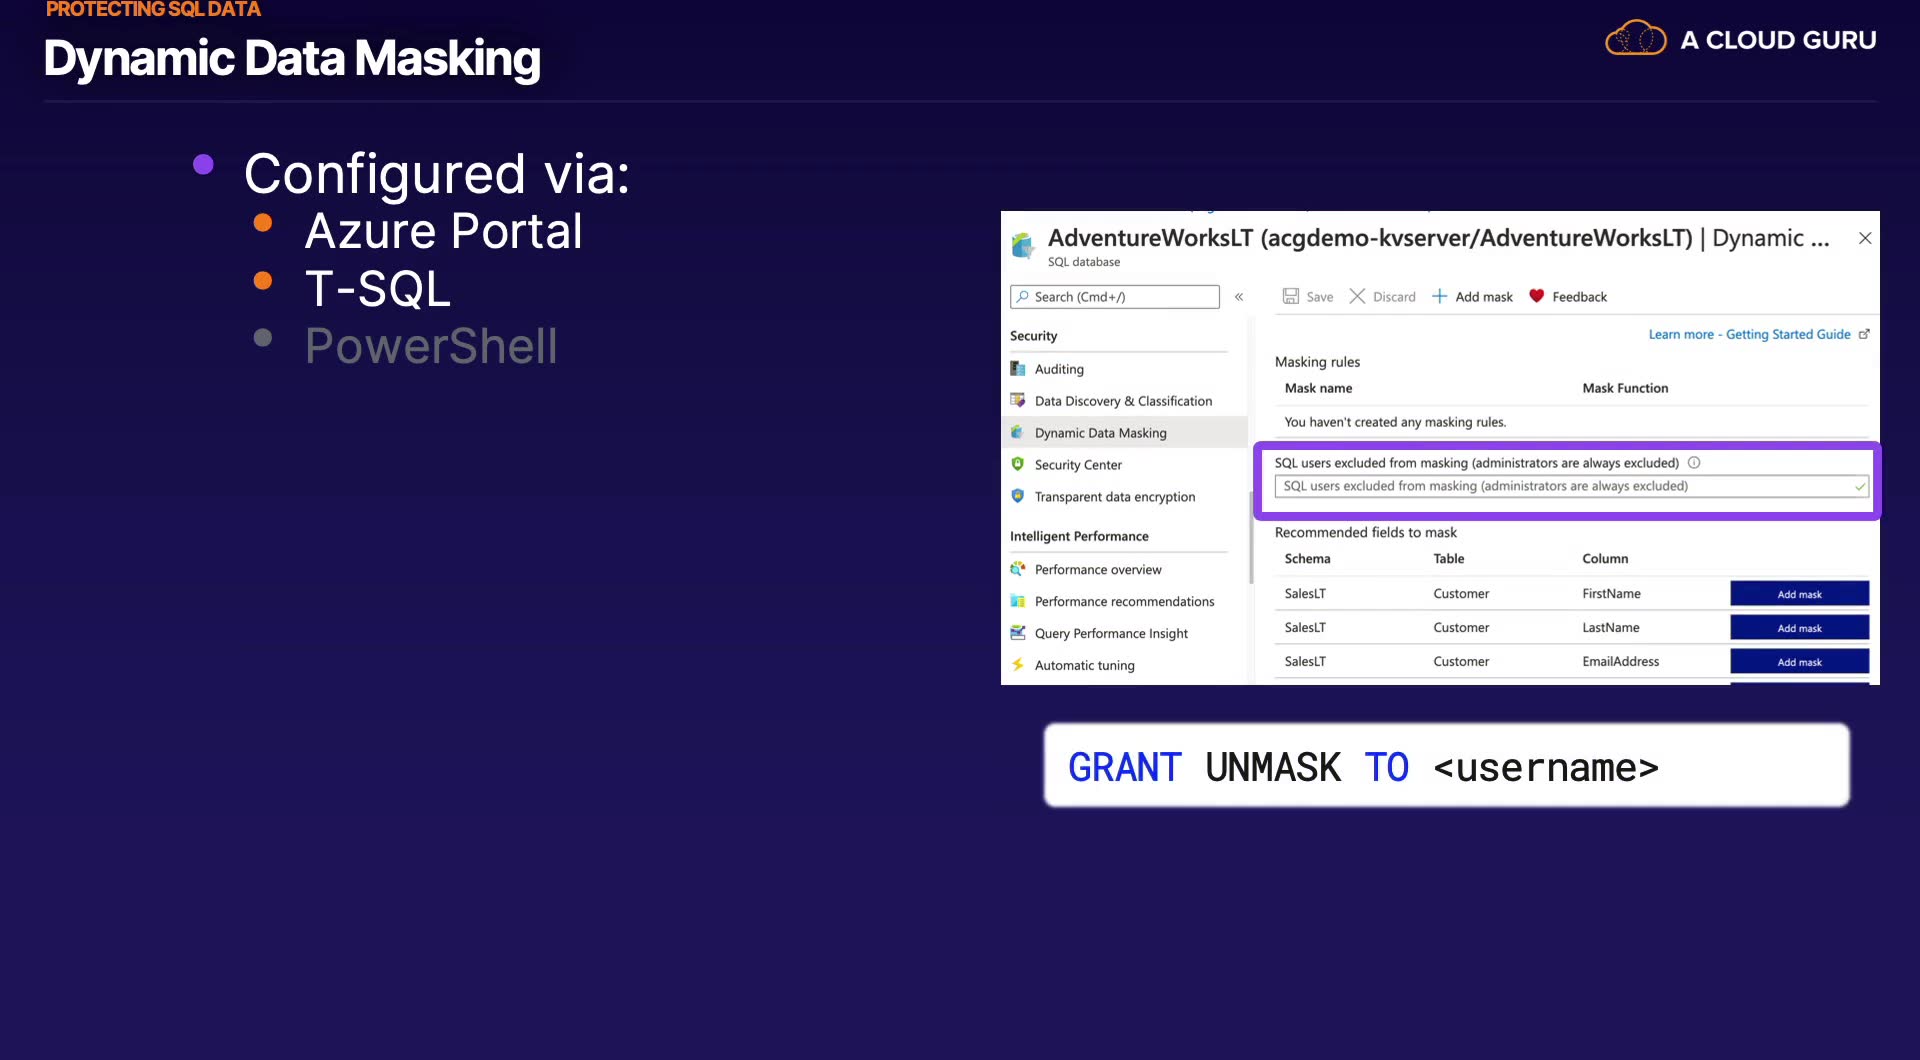 PROTECTING SQL DATA
Dynamic Data Masking
A CLOUD GURU
Configured via:
Azure Portal
T-SQL
PowerShell
AdventureWorksLT (acgdemo-kvserver/AdventureWorksLT) | Dynamic ...
SQL database
Search (Cmd+/)
«
Save
Discard
Add mask
Feedback
Learn more - Getting Started Guide
Security
Auditing
Data Discovery & Classification
Dynamic Data Masking
Security Center
Transparent data encryption
Intelligent Performance
Performance overview
Performance recommendations
Query Performance Insight
Automatic tuning
Masking rules
Mask name Mask Function
You haven't created any masking rules.
SQL users excluded from masking (administrators are always excluded)
SQL users excluded from masking (administrators are always excluded)
Recommended fields to mask
Schema Table Column
SalesLT Customer FirstName Add mask
SalesLT Customer LastName Add mask
SalesLT Customer EmailAddress Add mask
GRANT UNMASK TO <username>